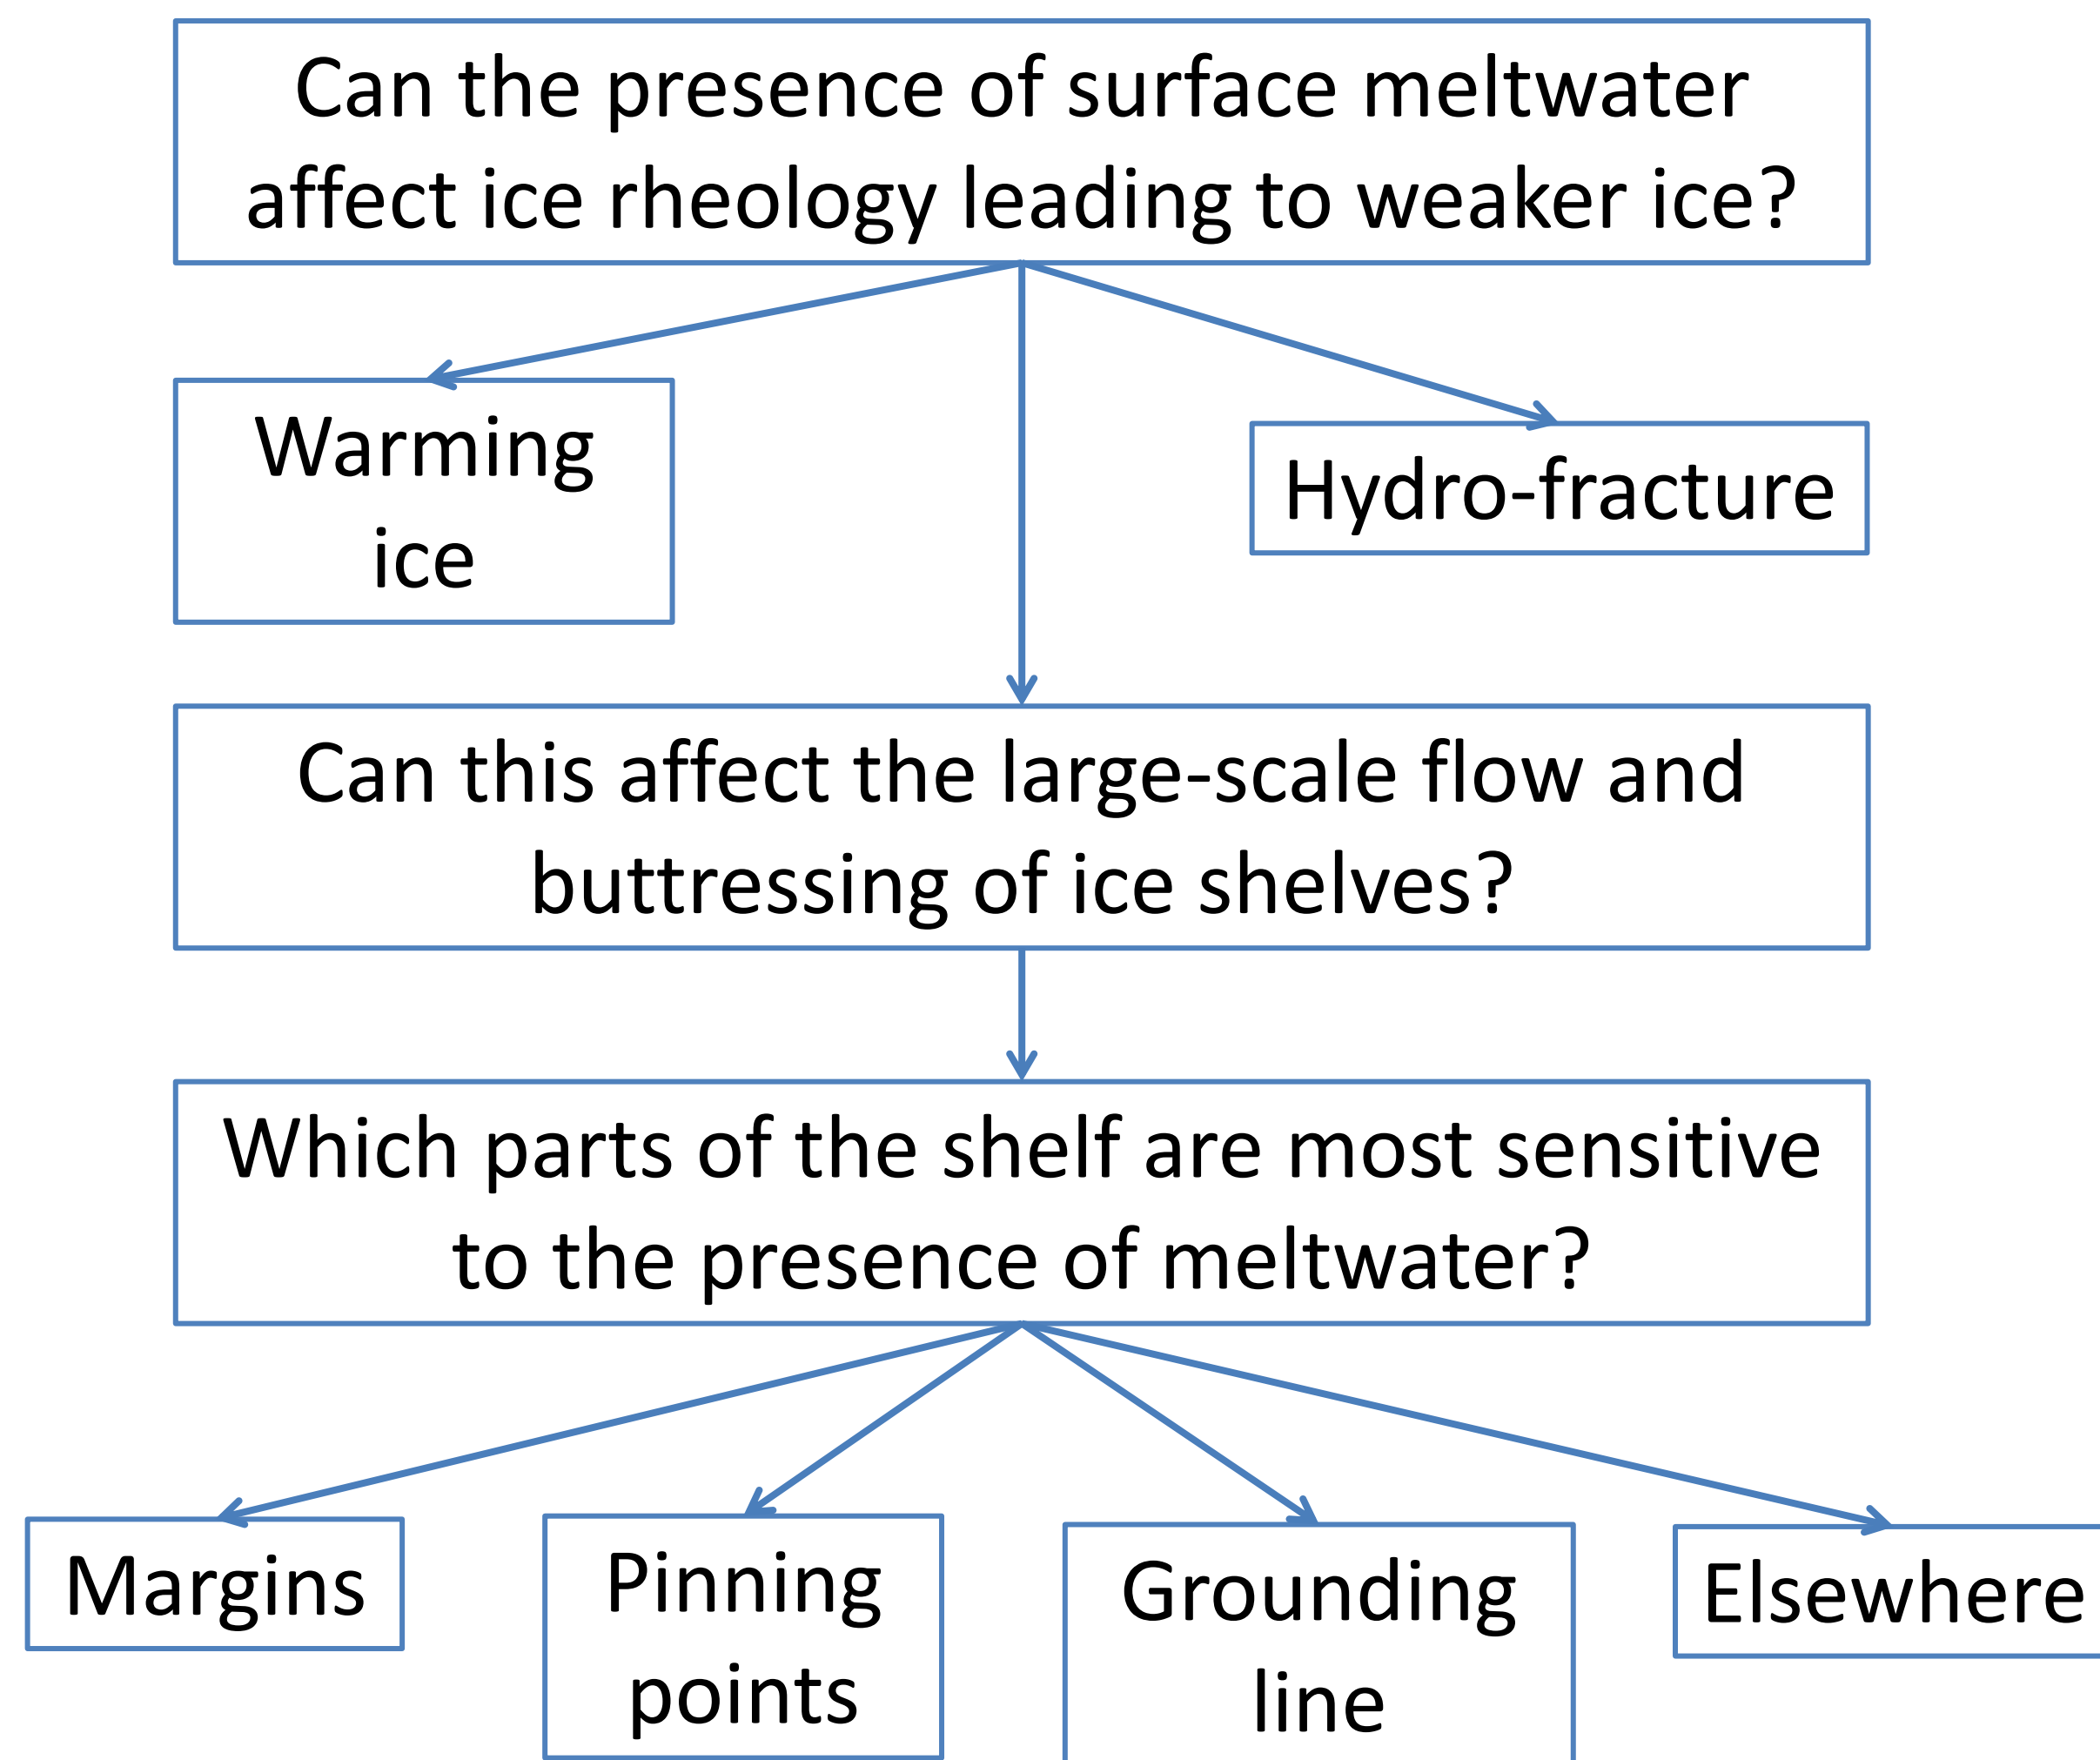 Can the presence of surface meltwater
affect ice rheology leading to weaker ice?
Warming
ice
Hydro-fracture
Can this affect the large-scale flow and
buttressing of ice shelves?
Which parts of the shelf are most sensitive
to the presence of meltwater?
Margins
Pinning
points
Grounding
line
Elsewhere